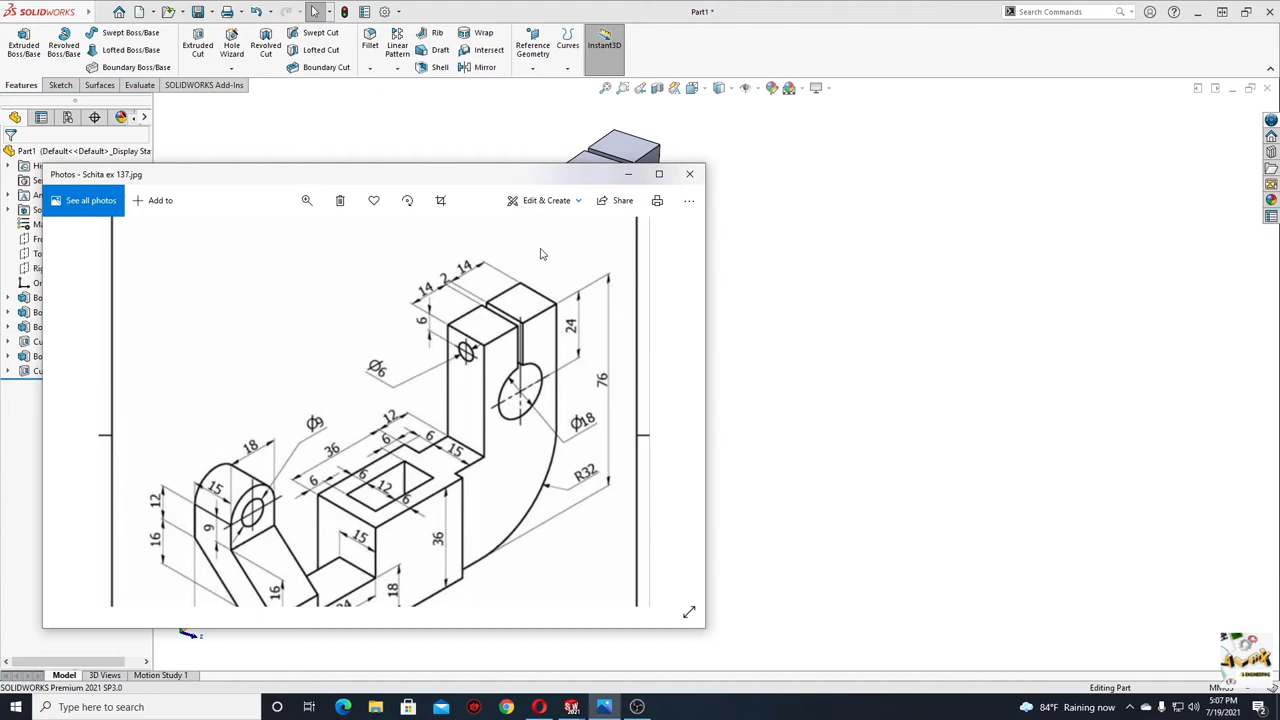 SOLIDWORKS
Part1 *
Search Commands
Extruded Boss/Base
Revolved Boss/Base
Swept Boss/Base
Lofted Boss/Base
Boundary Boss/Base
Extruded Cut
Hole Wizard
Revolved Cut
Swept Cut
Lofted Cut
Boundary Cut
Fillet
Linear Pattern
Rib
Draft
Shell
Wrap
Intersect
Mirror
Reference Geometry
Curves
Instant3D
Features
Sketch
Surfaces
Evaluate
SOLIDWORKS Add-Ins
Part1 (Default<<Default>_Display Sta
Photos - Schita ex 137.jpg
See all photos
Add to
Edit & Create
Share
14
2
14
6
24
76
Ø6
Ø18
R32
Ø9
12
6
6
15
36
6
6
12
6
18
15
12
9
16
15
36
16
18
z
Model
3D Views
Motion Study 1
SOLIDWORKS Premium 2021 SP3.0
Editing Part
Type here to search
84°F Raining now
5:07 PM
7/19/2021